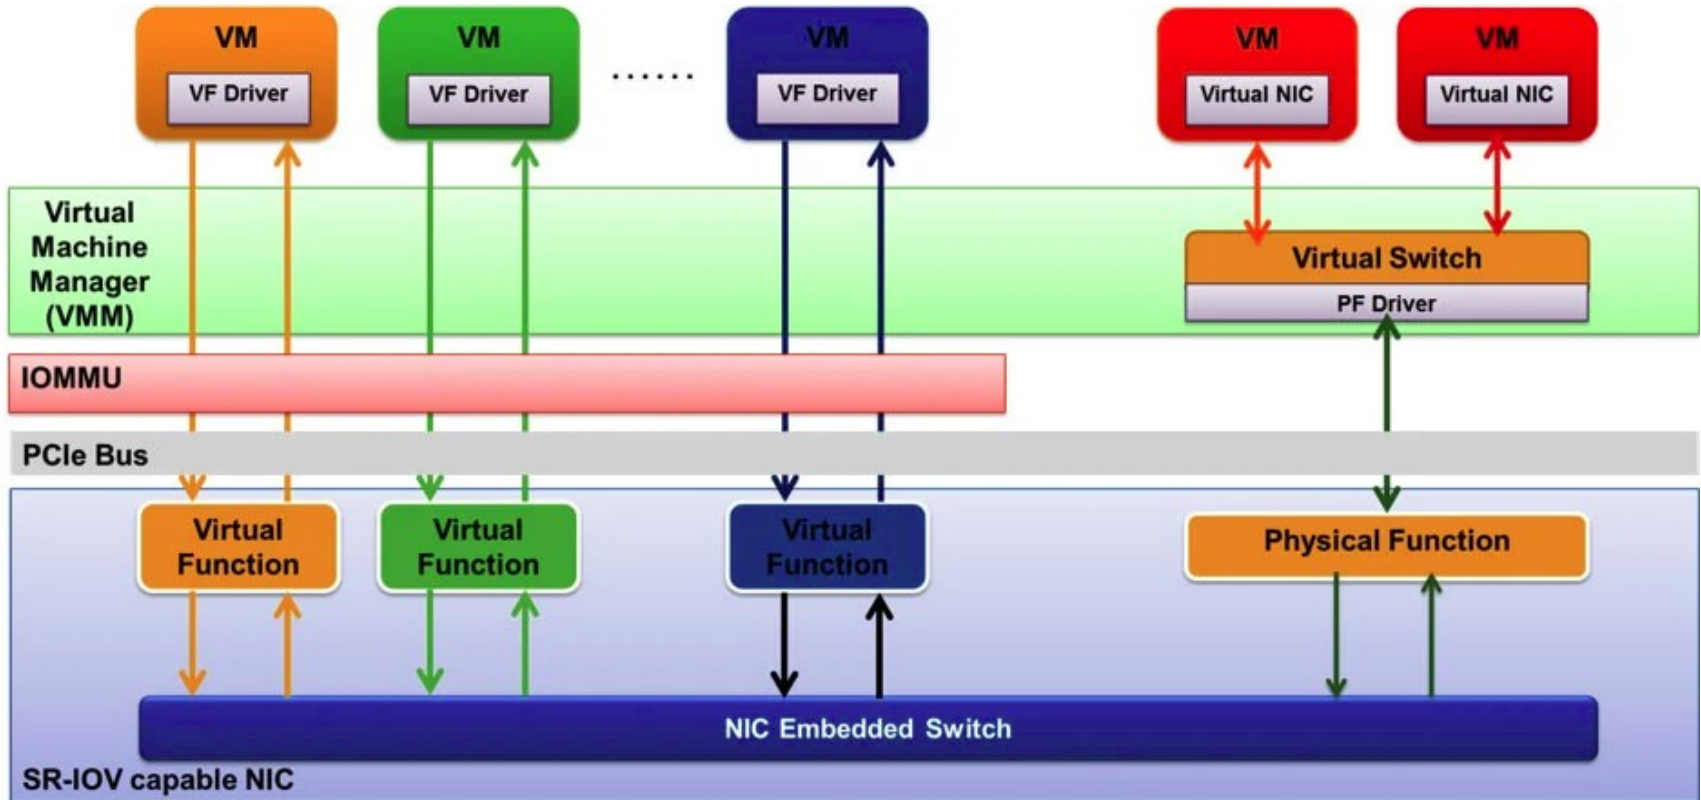 VM
VF Driver
VM
VF Driver
......
VM
VF Driver
VM
Virtual NIC
VM
Virtual NIC
Virtual
Machine
Manager
(VMM)
Virtual Switch
PF Driver
IOMMU
PCIe Bus
Virtual
Function
Virtual
Function
Virtual
Function
Physical Function
NIC Embedded Switch
SR-IOV capable NIC